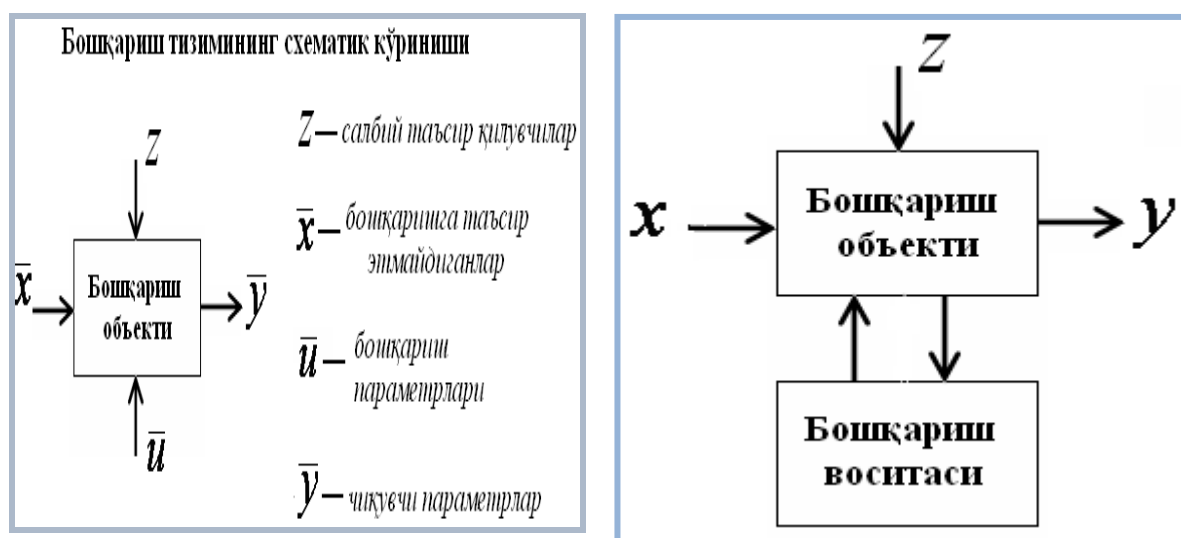 Бошқариш тизимининг схематик кўриниши
Z
x̅
Бошқариш
объекти
y̅
u̅
Z — салбий таъсир қилувчилар
x̅ — бошқаришга таъсир
этмайдиганлар
u̅ — бошқариш
параметрлари
y̅ — чиқувчи параметрлар
Z
x
Бошқариш
объекти
y
Бошқариш
воситаси